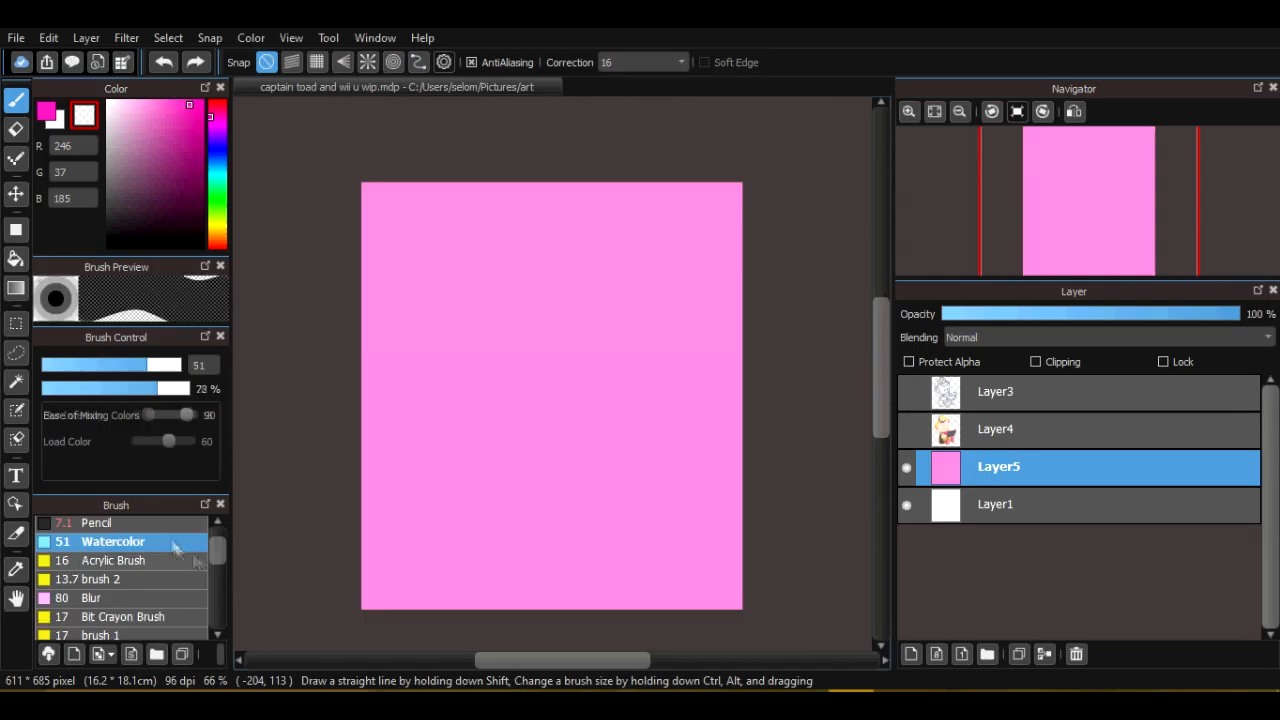 File Edit Layer Filter Select Snap Color View Tool Window Help
Snap AntiAliasing Correction 16 Soft Edge
Color
captain toad and wii u wip.mdp - C:/Users/selom/Pictures/art
Navigator
R 246
G 37
B 185
Brush Preview
Layer
Opacity 100 %
Blending Normal
Brush Control
51
Protect Alpha Clipping Lock
78 %
Layer3
Ease of Mixing Colors 90
Layer4
Load Color 60
Layer5
Brush
Layer1
7.1 Pencil
51 Watercolor
16 Acrylic Brush
13.7 brush 2
80 Blur
17 Bit Crayon Brush
17 brush 1
611 * 685 pixel (16.2 * 18.1cm) 96 dpi 66 % ( -204, 113 ) Draw a straight line by holding down Shift, Change a brush size by holding down Ctrl, Alt, and dragging